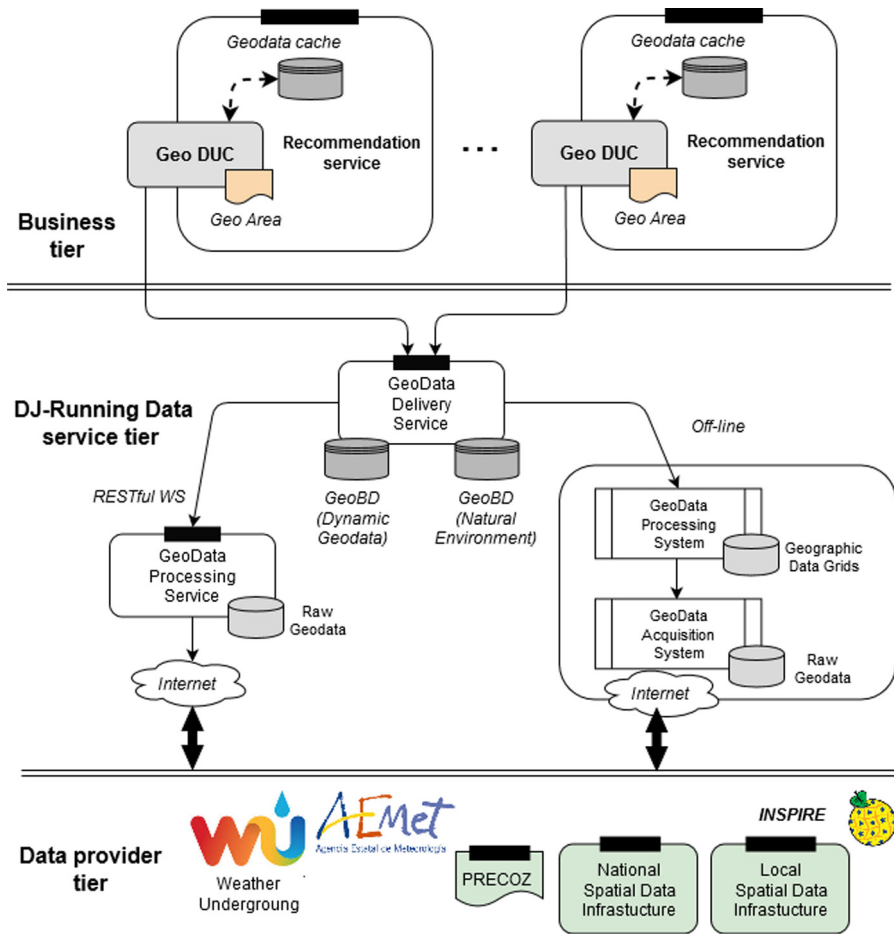 Geodata cache
Geo DUC
Recommendation
service
Geo Area
...
Geodata cache
Geo DUC
Recommendation
service
Geo Area
Business
tier
DJ-Running Data
service tier
GeoData
Delivery
Service
GeoBD
(Dynamic
Geodata)
GeoBD
(Natural
Environment)
RESTful WS
GeoData
Processing
Service
Raw
Geodata
Internet
Off-line
GeoData
Processing
System
Geographic
Data Grids
GeoData
Acquisition
System
Raw
Geodata
Internet
Data provider
tier
WU
Weather
Undergroung
AEMet
Agencia Estatal de Meteorología
PRECOZ
National
Spatial Data
Infrastucture
INSPIRE
Local
Spatial Data
Infrastucture